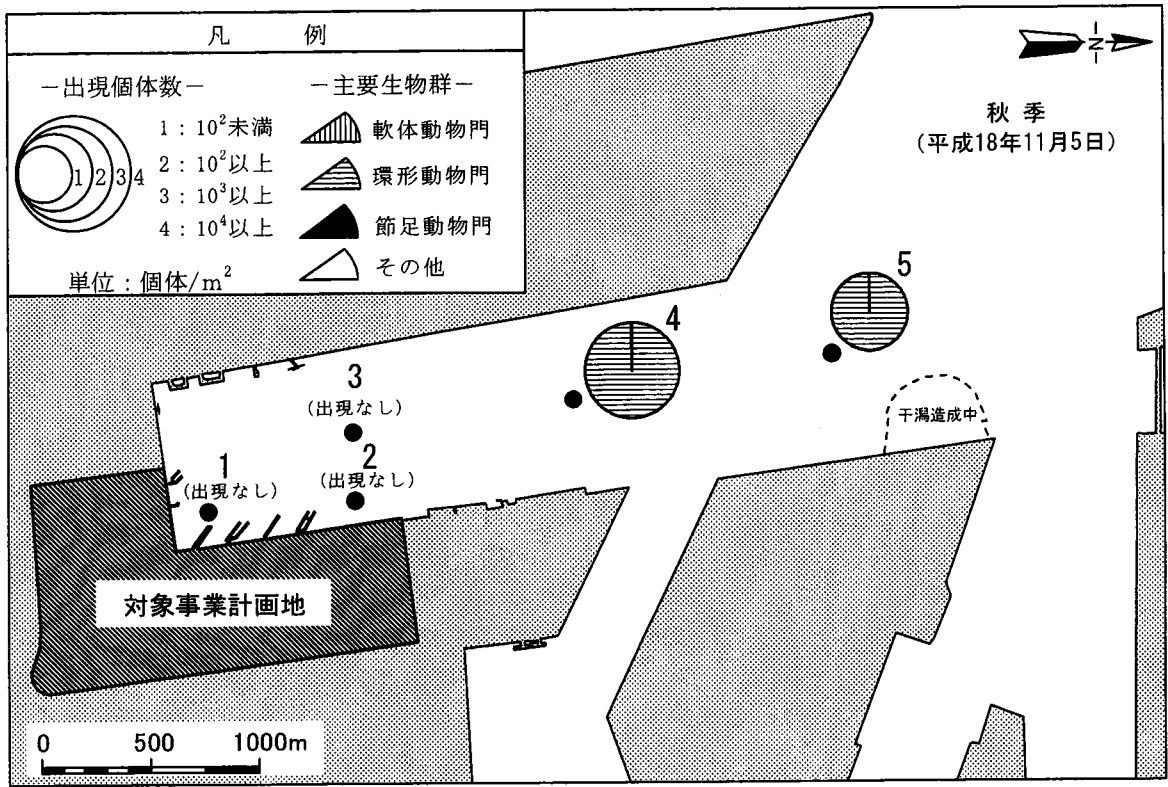 凡 例
－出現個体数－
1 2 3 4
1：10²未満
2：10²以上
3：10³以上
4：10⁴以上
単位：個体/m²
－主要生物群－
軟体動物門
環形動物門
節足動物門
その他
N
秋季
(平成18年11月5日)
5
4
3
(出現なし)
干潟造成中
2
(出現なし)
1
(出現なし)
対象事業計画地
0 500 1000m